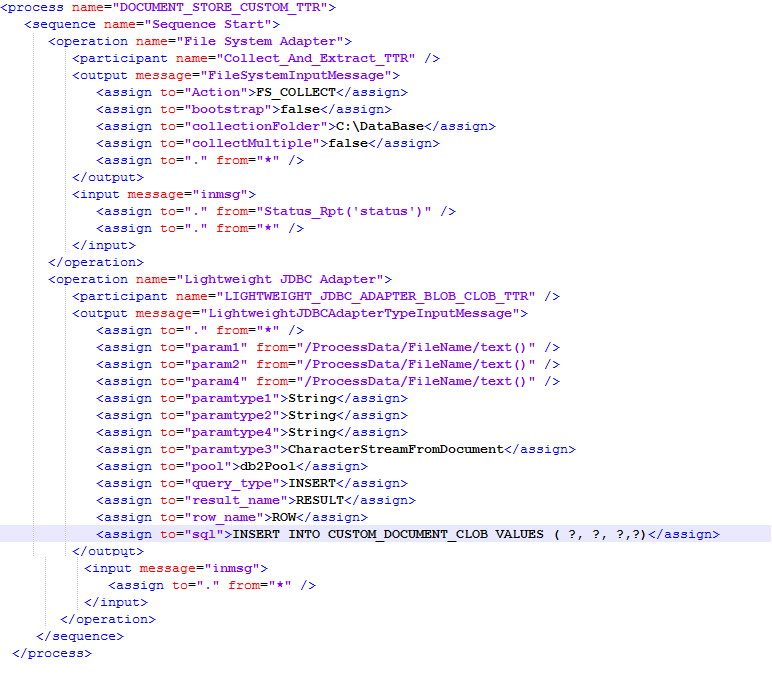 <process name="DOCUMENT_STORE_CUSTOM_TTR">
<sequence name="Sequence Start">
<operation name="File System Adapter">
<participant name="Collect_And_Extract_TTR" />
<output message="FileSystemInputMessage">
<assign to="Action">FS_COLLECT</assign>
<assign to="bootstrap">false</assign>
<assign to="collectionFolder">C:\DataBase</assign>
<assign to="collectMultiple">false</assign>
<assign to="." from="*" />
</output>
<input message="inmsg">
<assign to="." from="Status_Rpt('status')" />
<assign to="." from="*" />
</input>
</operation>
<operation name="Lightweight JDBC Adapter">
<participant name="LIGHTWEIGHT_JDBC_ADAPTER_BLOB_CLOB_TTR" />
<output message="LightweightJDBCAdapterTypeInputMessage">
<assign to="." from="*" />
<assign to="param1" from="/ProcessData/FileName/text()" />
<assign to="param2" from="/ProcessData/FileName/text()" />
<assign to="param4" from="/ProcessData/FileName/text()" />
<assign to="paramtype1">String</assign>
<assign to="paramtype2">String</assign>
<assign to="paramtype4">String</assign>
<assign to="paramtype3">CharacterStreamFromDocument</assign>
<assign to="pool">db2Pool</assign>
<assign to="query_type">INSERT</assign>
<assign to="result_name">RESULT</assign>
<assign to="row_name">ROW</assign>
<assign to="sql">INSERT INTO CUSTOM_DOCUMENT_CLOB VALUES ( ?, ?, ?,?)</assign>
</output>
<input message="inmsg">
<assign to="." from="*" />
</input>
</operation>
</sequence>
</process>